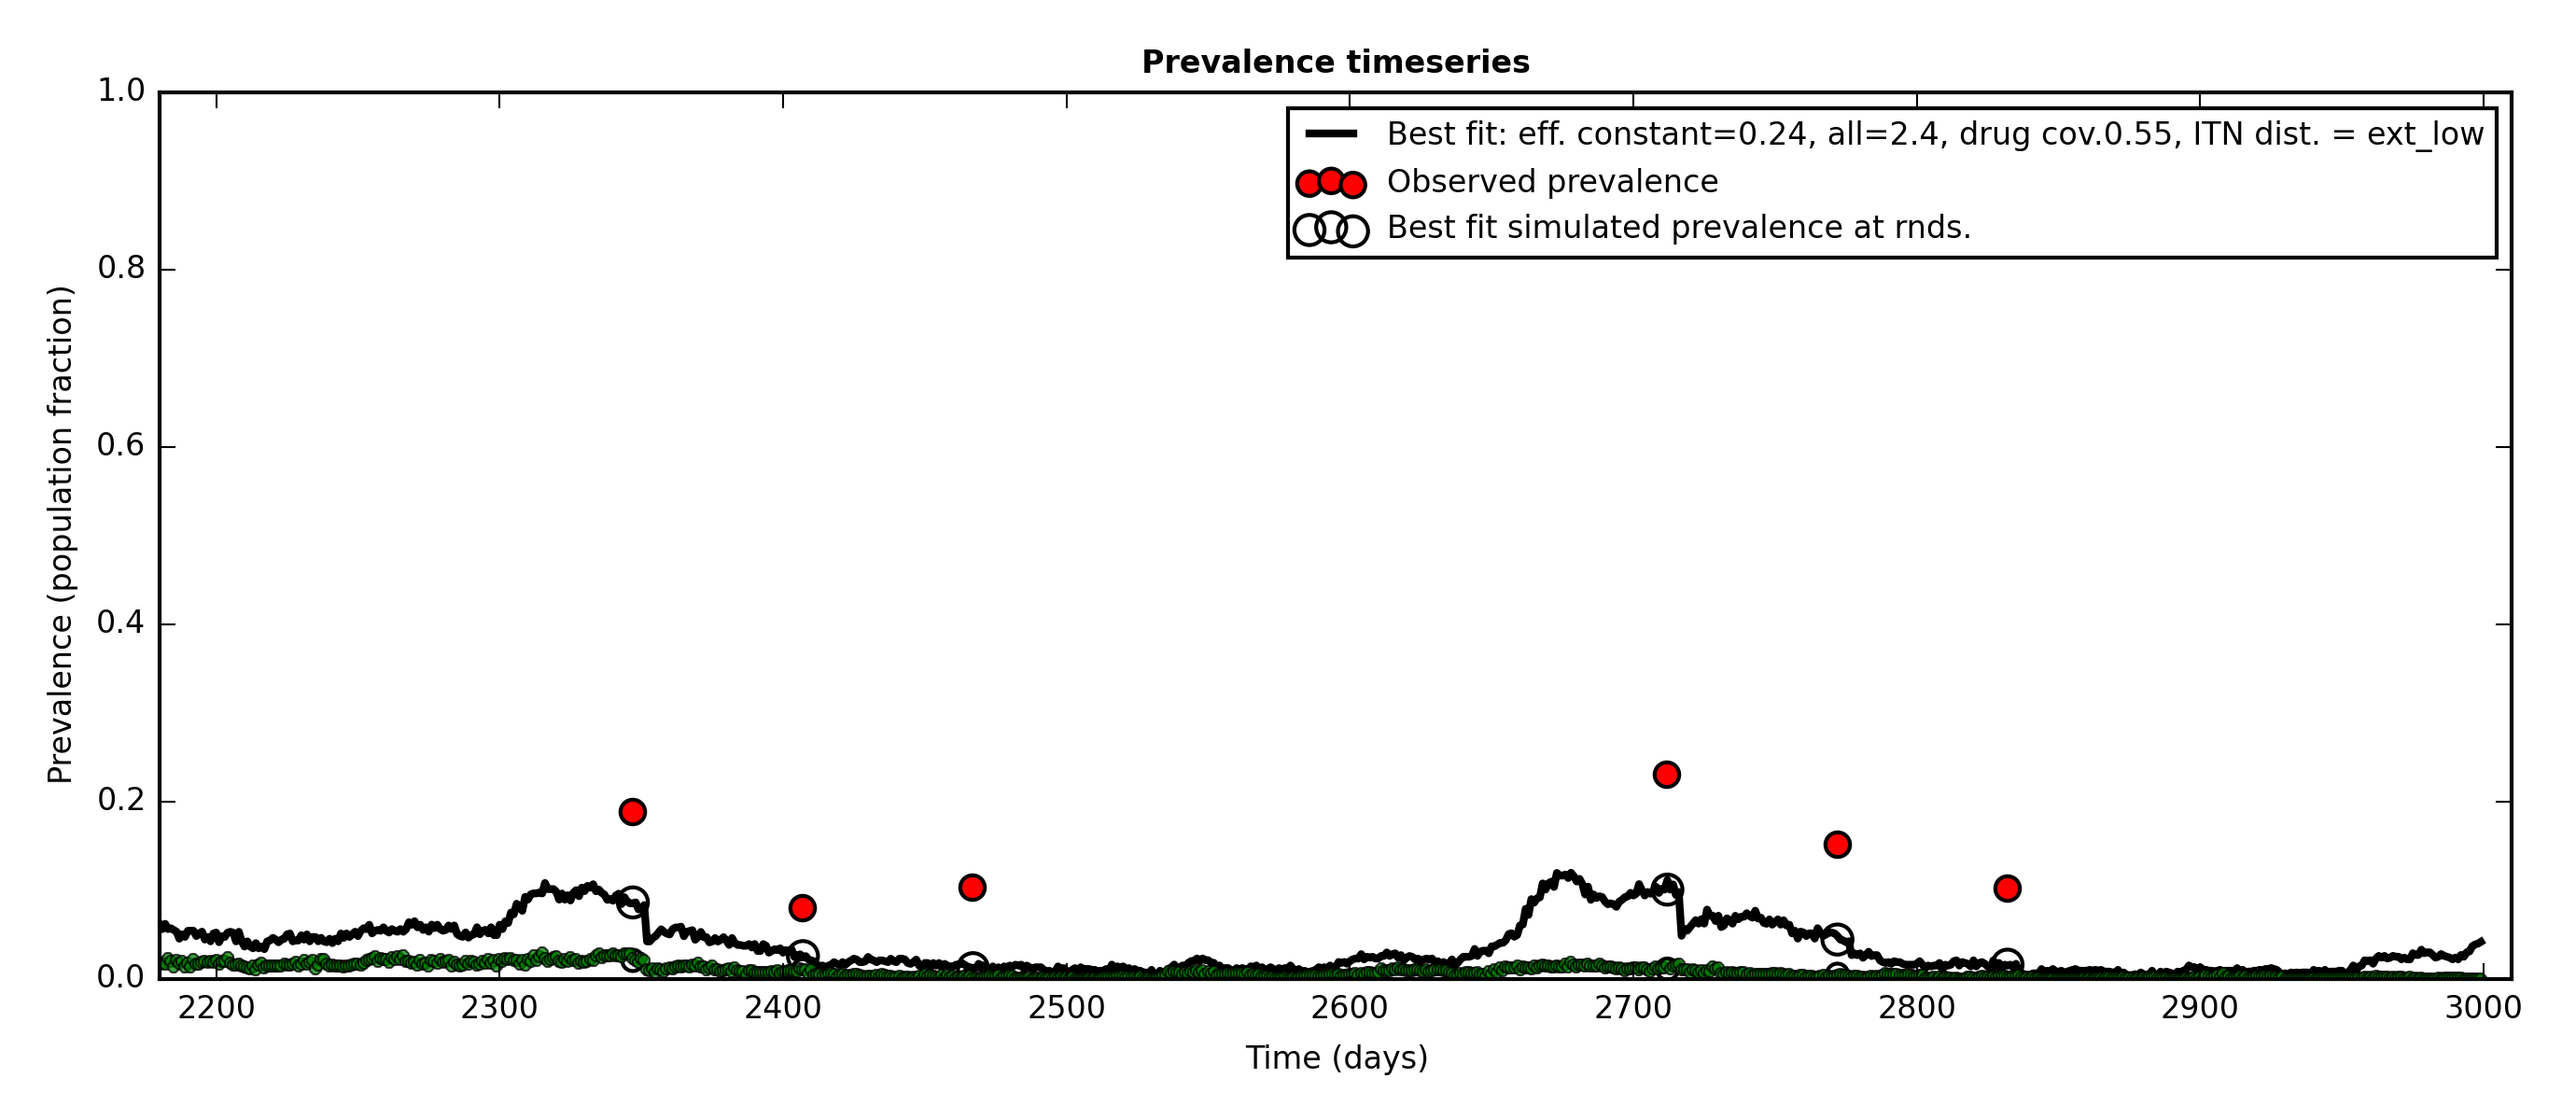 Prevalence timeseries
1.0
0.8
0.6
0.4
0.2
0.0
Prevalence (population fraction)
Best fit: eff. constant=0.24, all=2.4, drug cov.0.55, ITN dist. = ext_low
Observed prevalence
Best fit simulated prevalence at rnds.
2200 2300 2400 2500 2600 2700 2800 2900 3000
Time (days)